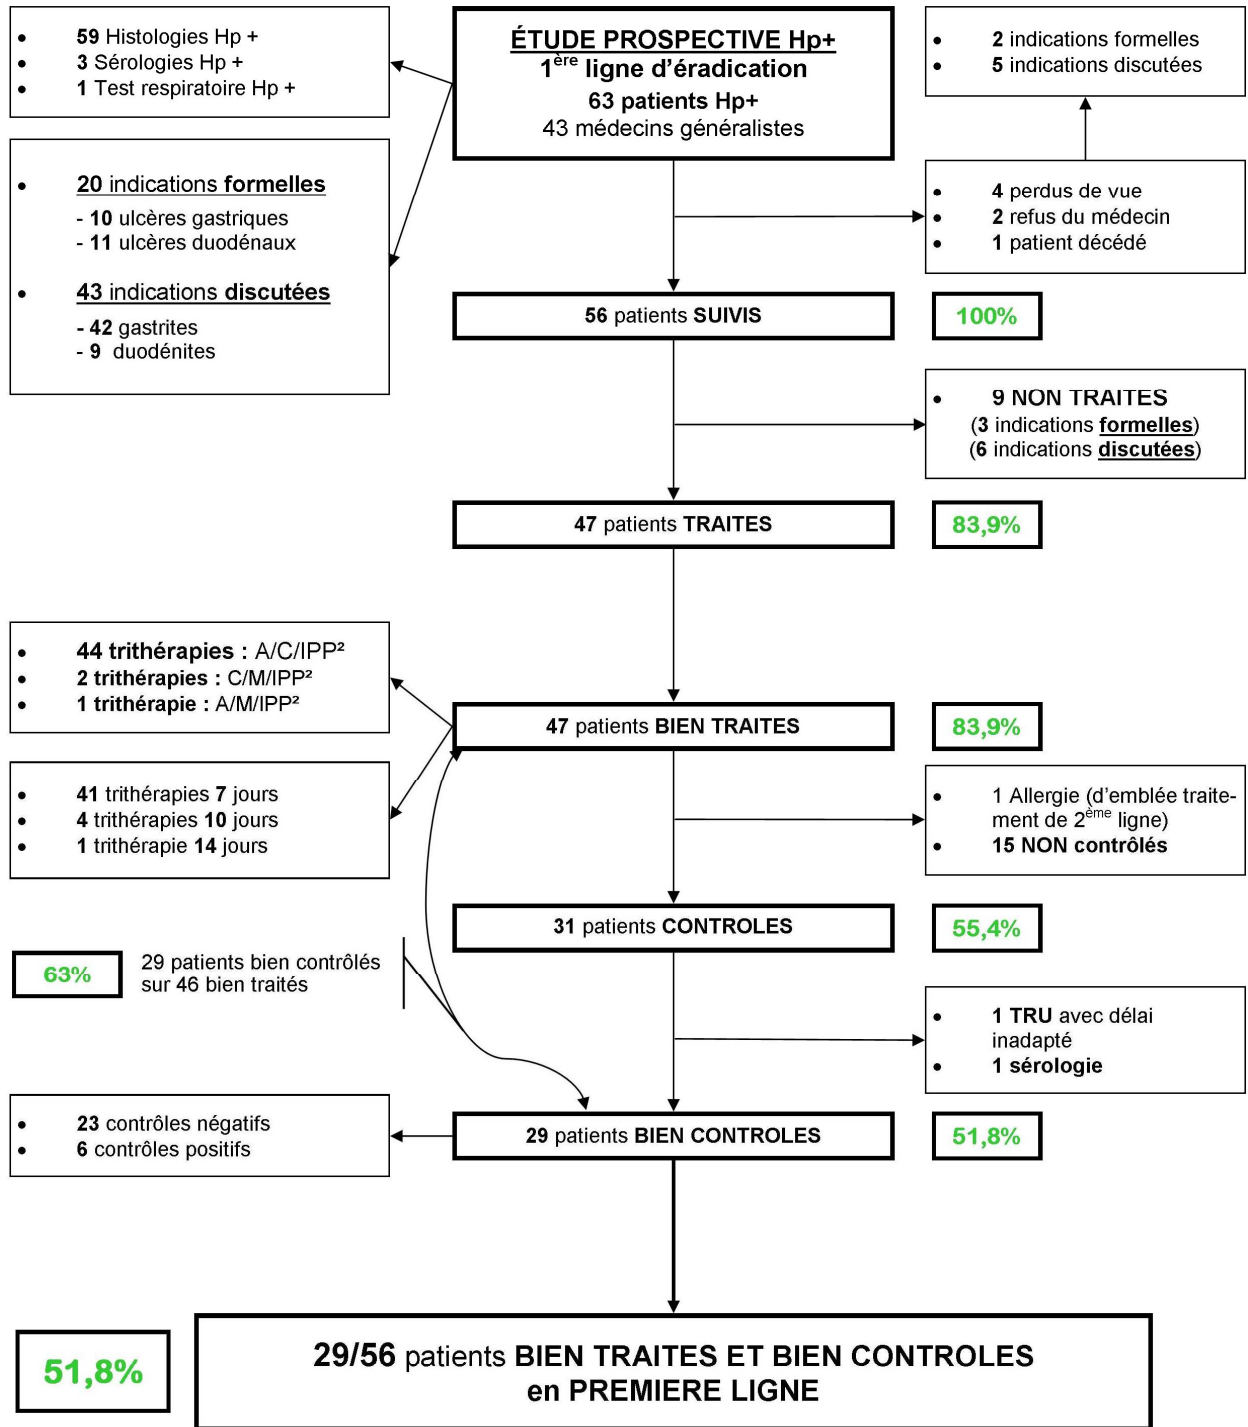 ÉTUDE PROSPECTIVE Hp+
1ère ligne d'éradication
63 patients Hp+
43 médecins généralistes
• 59 Histologies Hp +
• 3 Sérologies Hp +
• 1 Test respiratoire Hp +
• 2 indications formelles
• 5 indications discutées
• 20 indications formelles
- 10 ulcères gastriques
- 11 ulcères duodénaux
• 43 indications discutées
- 42 gastrites
- 9 duodénites
• 4 perdus de vue
• 2 refus du médecin
• 1 patient décédé
56 patients SUIVIS
100%
• 9 NON TRAITES
(3 indications formelles)
(6 indications discutées)
47 patients TRAITES
83,9%
• 44 trithérapies : A/C/IPP²
• 2 trithérapies : C/M/IPP²
• 1 trithérapie : A/M/IPP²
47 patients BIEN TRAITES
83,9%
• 41 trithérapies 7 jours
• 4 trithérapies 10 jours
• 1 trithérapie 14 jours
• 1 Allergie (d'emblée traite-
ment de 2ème ligne)
• 15 NON contrôlés
31 patients CONTROLES
55,4%
63%
29 patients bien contrôlés
sur 46 bien traités
• 1 TRU avec délai
inadapté
• 1 sérologie
• 23 contrôles négatifs
• 6 contrôles positifs
29 patients BIEN CONTROLES
51,8%
51,8%
29/56 patients BIEN TRAITES ET BIEN CONTROLES
en PREMIERE LIGNE